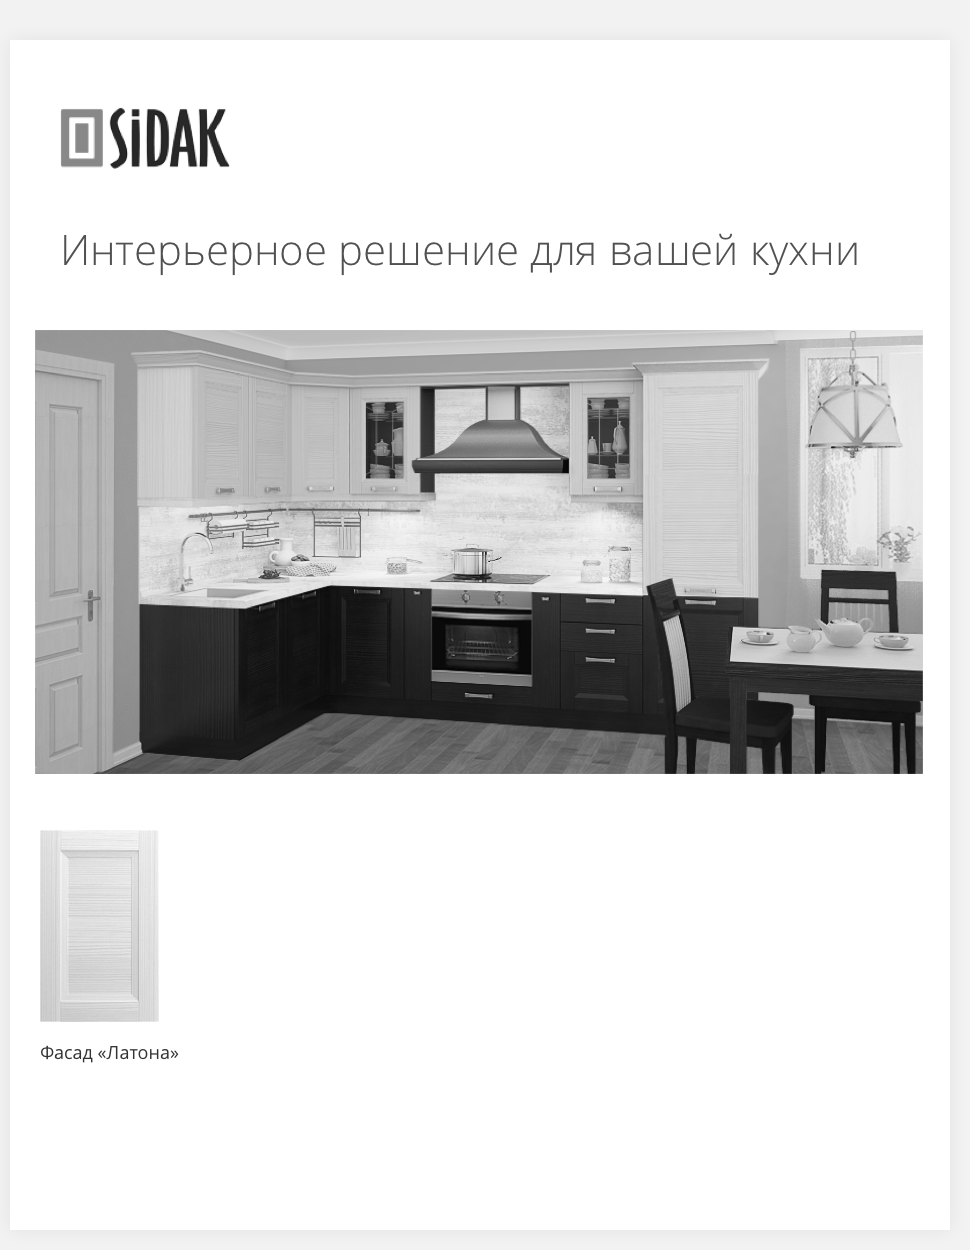 SiDAK
Интерьерное решение для вашей кухни
Фасад «Латона»